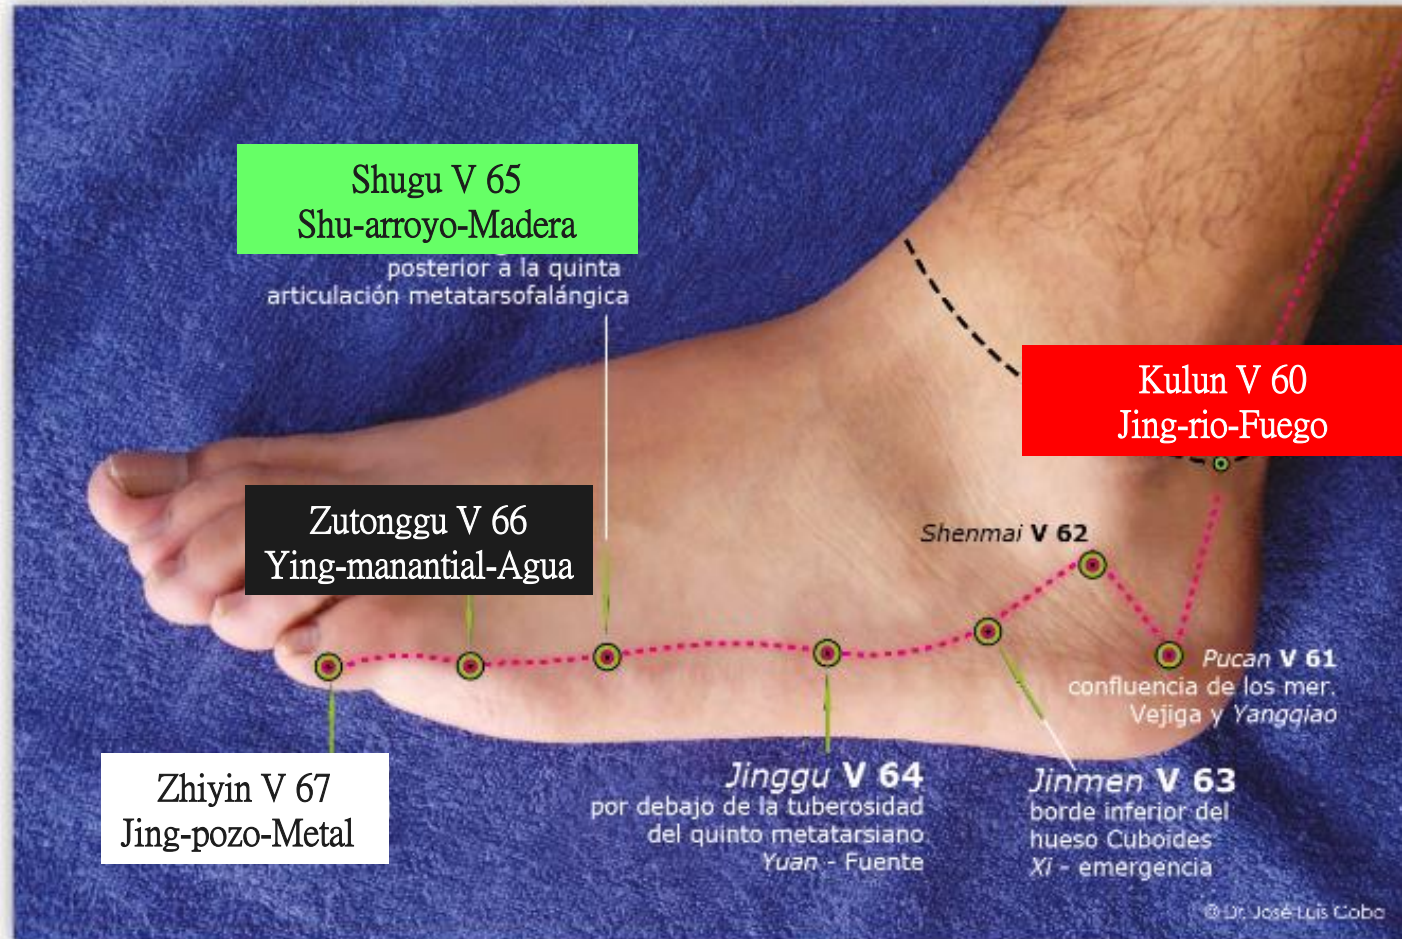 Shugu V 65
Shu-arroyo-Madera
posterior a la quinta
articulación metatarsofalángica
Kulun V 60
Jing-rio-Fuego
Zutonggu V 66
Ying-manantial-Agua
Shenmai V 62
Pucan V 61
confluencia de los mer.
Vejiga y Yangqiao
Zhiyin V 67
Jing-pozo-Metal
Jinggu V 64
por debajo de la tuberosidad
del quinto metatarsiano
Yuan - Fuente
Jinmen V 63
borde inferior del
hueso Cuboides
Xi - emergencia
© Dr. José Luis Coba